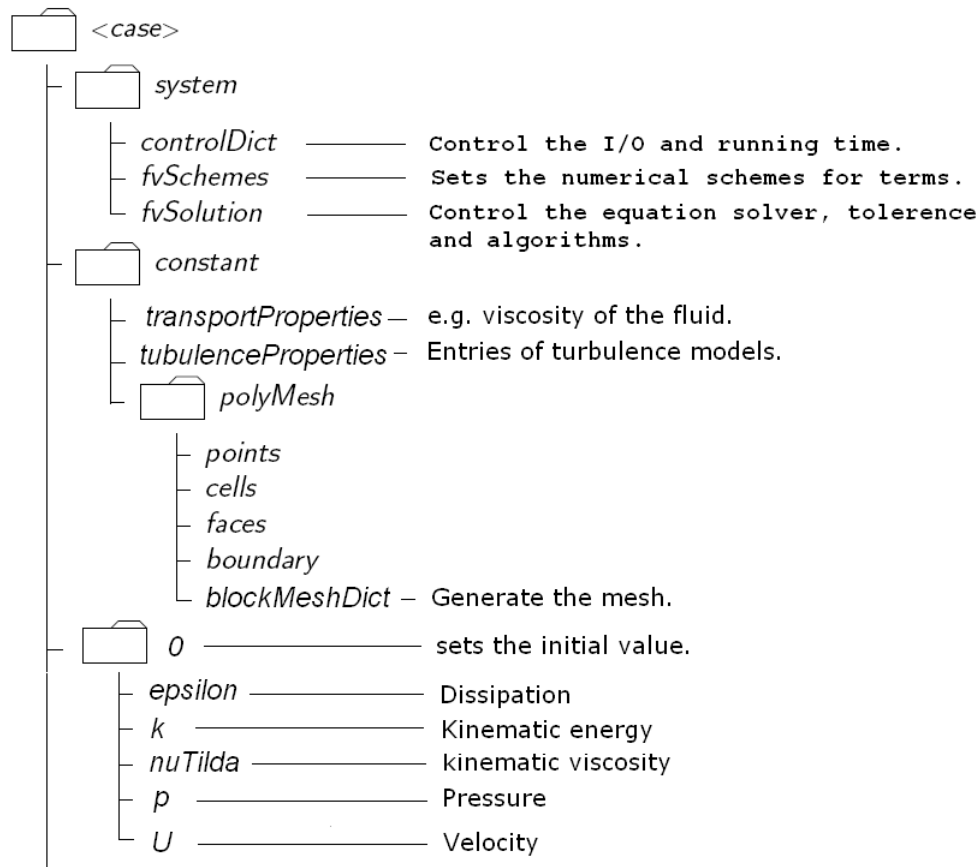 <case>
system
controlDict Control the I/O and running time.
fvSchemes Sets the numerical schemes for terms.
fvSolution Control the equation solver, tolerence
and algorithms.
constant
transportProperties e.g. viscosity of the fluid.
tubulenceProperties Entries of turbulence models.
polyMesh
points
cells
faces
boundary
blockMeshDict Generate the mesh.
0 sets the initial value.
epsilon Dissipation
k Kinematic energy
nuTilda kinematic viscosity
p Pressure
U Velocity